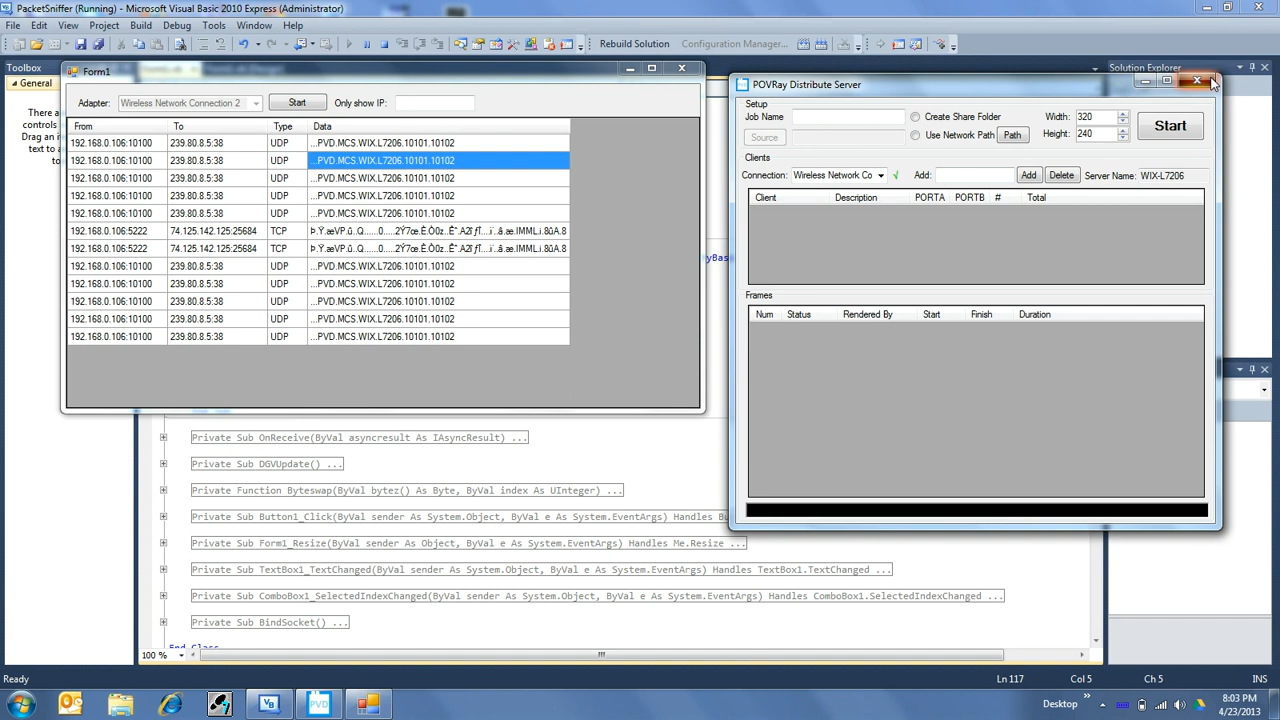 PacketSniffer (Running) - Microsoft Visual Basic 2010 Express (Administrator)
File Edit View Project Build Debug Tools Window Help
Rebuild Solution Configuration Manager...
Toolbox
General
There a
controls
Drag an i
text to a
to
Solution Explorer
Form1
Adapter: Wireless Network Connection 2 Start Only show IP:
From To Type Data
192.168.0.106:10100 239.80.8.5:38 UDP ...PVD.MCS.WIX.L7206.10101.10102
192.168.0.106:10100 239.80.8.5:38 UDP ...PVD.MCS.WIX.L7206.10101.10102
192.168.0.106:10100 239.80.8.5:38 UDP ...PVD.MCS.WIX.L7206.10101.10102
192.168.0.106:10100 239.80.8.5:38 UDP ...PVD.MCS.WIX.L7206.10101.10102
192.168.0.106:10100 239.80.8.5:38 UDP ...PVD.MCS.WIX.L7206.10101.10102
192.168.0.106:5222 74.125.142.125:25684 TCP
192.168.0.106:5222 74.125.142.125:25684 TCP
192.168.0.106:10100 239.80.8.5:38 UDP ...PVD.MCS.WIX.L7206.10101.10102
192.168.0.106:10100 239.80.8.5:38 UDP ...PVD.MCS.WIX.L7206.10101.10102
192.168.0.106:10100 239.80.8.5:38 UDP ...PVD.MCS.WIX.L7206.10101.10102
192.168.0.106:10100 239.80.8.5:38 UDP ...PVD.MCS.WIX.L7206.10101.10102
192.168.0.106:10100 239.80.8.5:38 UDP ...PVD.MCS.WIX.L7206.10101.10102
POVRay Distribute Server
Setup
Job Name Create Share Folder Width: 320
Source Use Network Path Path Height: 240
Start
Clients
Connection: Wireless Network Co Add: Add Delete Server Name: WIX-L7206
Client Description PORTA PORTB # Total
Frames
Num Status Rendered By Start Finish Duration
yBas
Private Sub OnReceive(ByVal asyncresult As IAsyncResult) ...
Private Sub DGVUpdate() ...
Private Function Byteswap(ByVal bytez() As Byte, ByVal index As UInteger) ...
Private Sub Button1_Click(ByVal sender As System.Object, ByVal e As System.EventArgs) Handles Bu
Private Sub Form1_Resize(ByVal sender As Object, ByVal e As System.EventArgs) Handles Me.Resize ...
Private Sub TextBox1_TextChanged(ByVal sender As System.Object, ByVal e As System.EventArgs) Handles TextBox1.TextChanged ...
Private Sub ComboBox1_SelectedIndexChanged(ByVal sender As System.Object, ByVal e As System.EventArgs) Handles ComboBox1.SelectedIndexChanged ...
Private Sub BindSocket() ...
End Class
100 %
Ready Ln 117 Col 5 Ch 5 INS
VB PVD Desktop 8:03 PM
4/23/2013